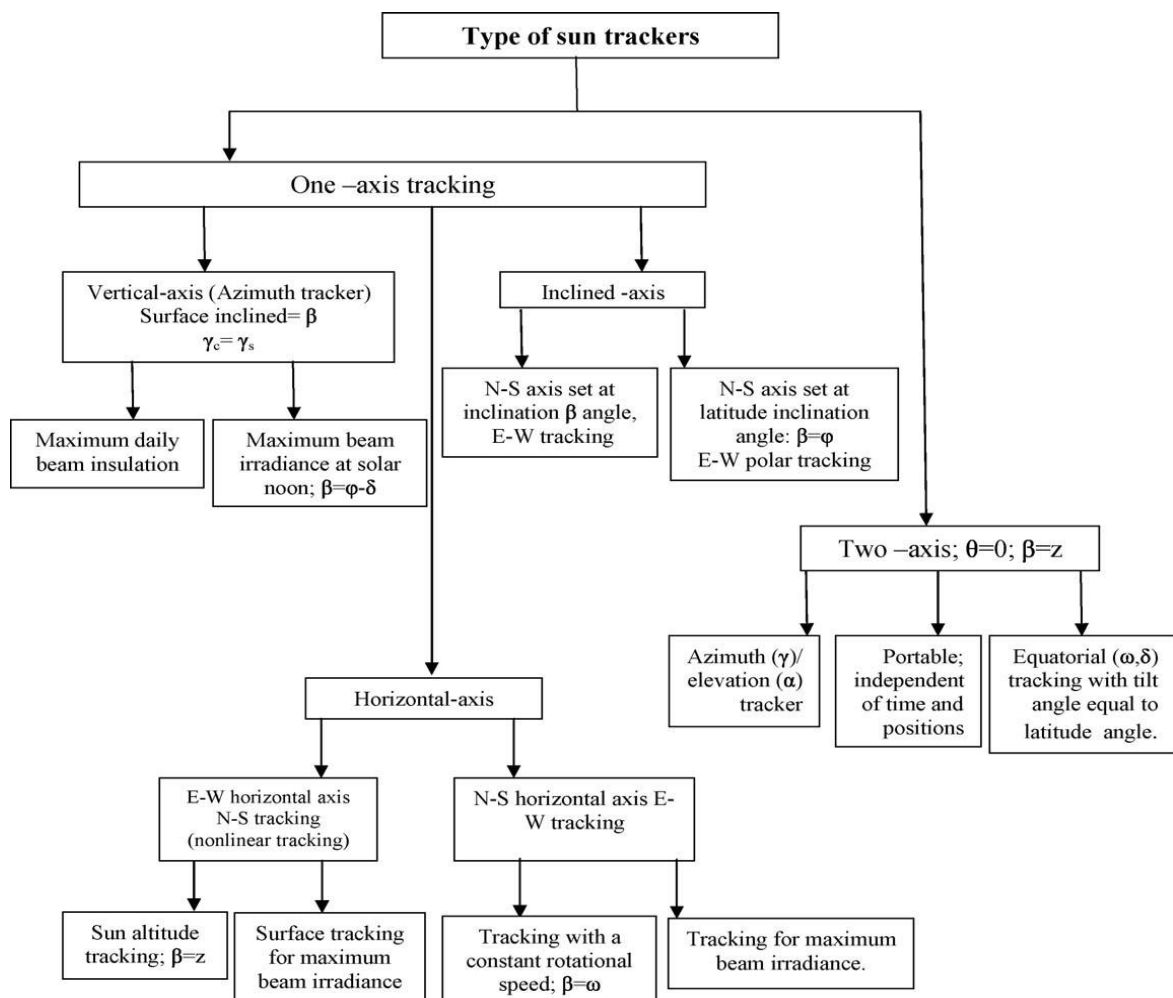 Type of sun trackers
One –axis tracking
Vertical-axis (Azimuth tracker)
Surface inclined= β
γc= γs
Inclined -axis
Maximum daily
beam insulation
Maximum beam
irradiance at solar
noon; β=φ-δ
N-S axis set at
inclination β angle,
E-W tracking
N-S axis set at
latitude inclination
angle: β=φ
E-W polar tracking
Two –axis; θ=0; β=z
Azimuth (γ)/
elevation (α)
tracker
Portable;
independent
of time and
positions
Equatorial (ω,δ)
tracking with tilt
angle equal to
latitude angle.
Horizontal-axis
E-W horizontal axis
N-S tracking
(nonlinear tracking)
N-S horizontal axis E-
W tracking
Sun altitude
tracking; β=z
Surface tracking
for maximum
beam irradiance
Tracking with a
constant rotational
speed; β=ω
Tracking for maximum
beam irradiance.